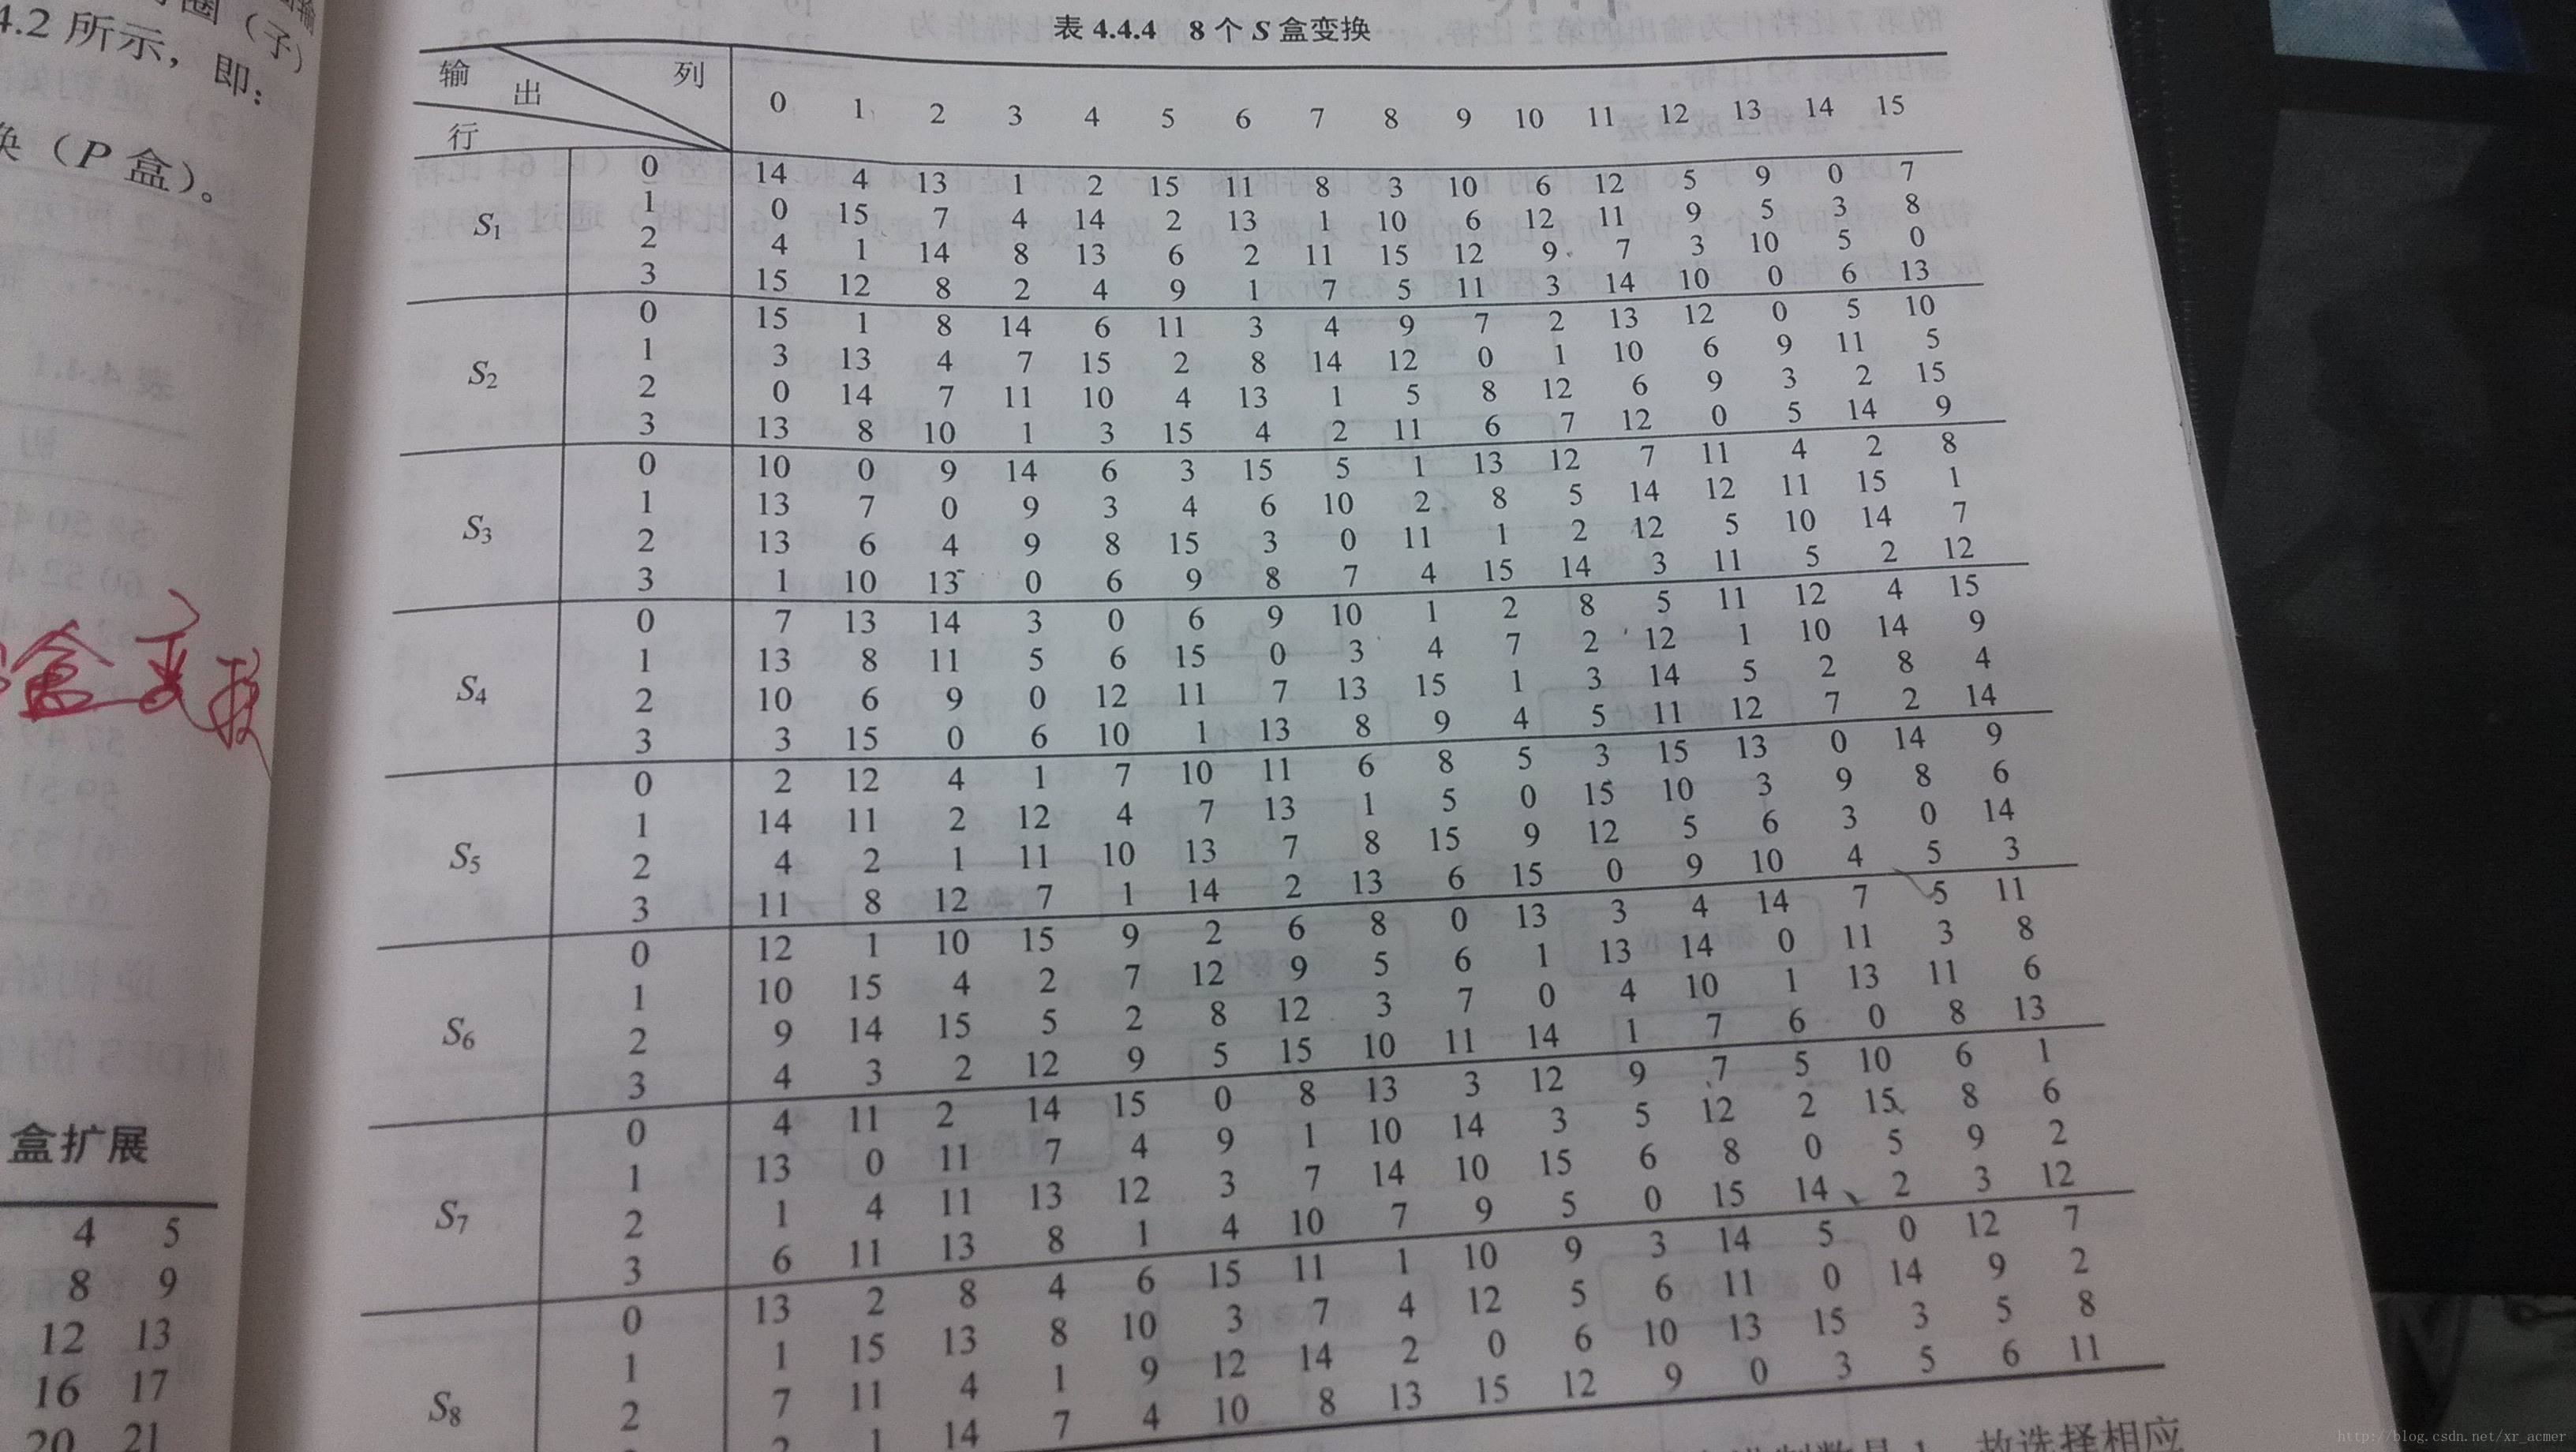 4.2 所示，即：
换（P 盒）。
盒变换
盒扩展
4 5
8 9
12 13
16 17
20 21
表 4.4.4 8 个 S 盒变换
输出 列 行
0 1 2 3 4 5 6 7 8 9 10 11 12 13 14 15
S1
0 14 4 13 1 2 15 11 8 3 10 6 12 5 9 0 7
1 0 15 7 4 14 2 13 1 10 6 12 11 9 5 3 8
2 4 1 14 8 13 6 2 11 15 12 9 7 3 10 5 0
3 15 12 8 2 4 9 1 7 5 11 3 14 10 0 6 13
S2
0 15 1 8 14 6 11 3 4 9 7 2 13 12 0 5 10
1 3 13 4 7 15 2 8 14 12 0 1 10 6 9 11 5
2 0 14 7 11 10 4 13 1 5 8 12 6 9 3 2 15
3 13 8 10 1 3 15 4 2 11 6 7 12 0 5 14 9
S3
0 10 0 9 14 6 3 15 5 1 13 12 7 11 4 2 8
1 13 7 0 9 3 4 6 10 2 8 5 14 12 11 15 1
2 13 6 4 9 8 15 3 0 11 1 2 12 5 10 14 7
3 1 10 13 0 6 9 8 7 4 15 14 3 11 5 2 12
S4
0 7 13 14 3 0 6 9 10 1 2 8 5 11 12 4 15
1 13 8 11 5 6 15 0 3 4 7 2 12 1 10 14 9
2 10 6 9 0 12 11 7 13 15 1 3 14 5 2 8 4
3 3 15 0 6 10 1 13 8 9 4 5 11 12 7 2 14
S5
0 2 12 4 1 7 10 11 6 8 5 3 15 13 0 14 9
1 14 11 2 12 4 7 13 1 5 0 15 10 3 9 8 6
2 4 2 1 11 10 13 7 8 15 9 12 5 6 3 0 14
3 11 8 12 7 1 14 2 13 6 15 0 9 10 4 5 3
S6
0 12 1 10 15 9 2 6 8 0 13 3 4 14 7 5 11
1 10 15 4 2 7 12 9 5 6 1 13 14 0 11 3 8
2 9 14 15 5 2 8 12 3 7 0 4 10 1 13 11 6
3 4 3 2 12 9 5 15 10 11 14 1 7 6 0 8 13
S7
0 4 11 2 14 15 0 8 13 3 12 9 7 5 10 6 1
1 13 0 11 7 4 9 1 10 14 3 5 12 2 15 8 6
2 1 4 11 13 12 3 7 14 10 15 6 8 0 5 9 2
3 6 11 13 8 1 4 10 7 9 5 0 15 14 2 3 12
S8
0 13 2 8 4 6 15 11 1 10 9 3 14 5 0 12 7
1 1 15 13 8 10 3 7 4 12 5 6 11 0 14 9 2
2 7 11 4 1 9 12 14 2 0 6 10 13 15 3 5 8
2 1 14 7 4 10 8 13 15 12 9 0 3 5 6 11
故选择相应
http://blog.csdn.net/xr_acmer